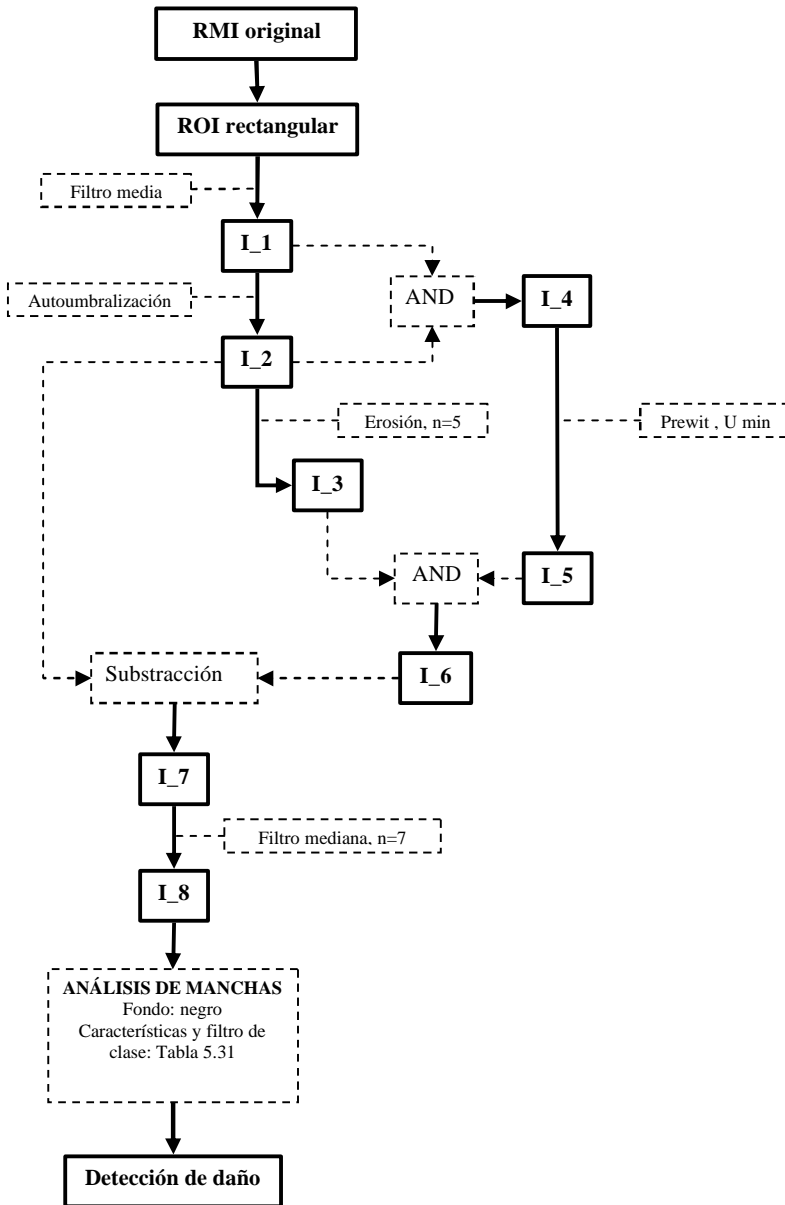 RMI original
ROI rectangular
Filtro media
I_1
Autoumbralización
AND
I_4
I_2
Erosión, n=5
Prewit , U min
I_3
AND
I_5
Substracción
I_6
I_7
Filtro mediana, n=7
I_8
ANÁLISIS DE MANCHAS
Fondo: negro
Características y filtro de
clase: Tabla 5.31
Detección de daño